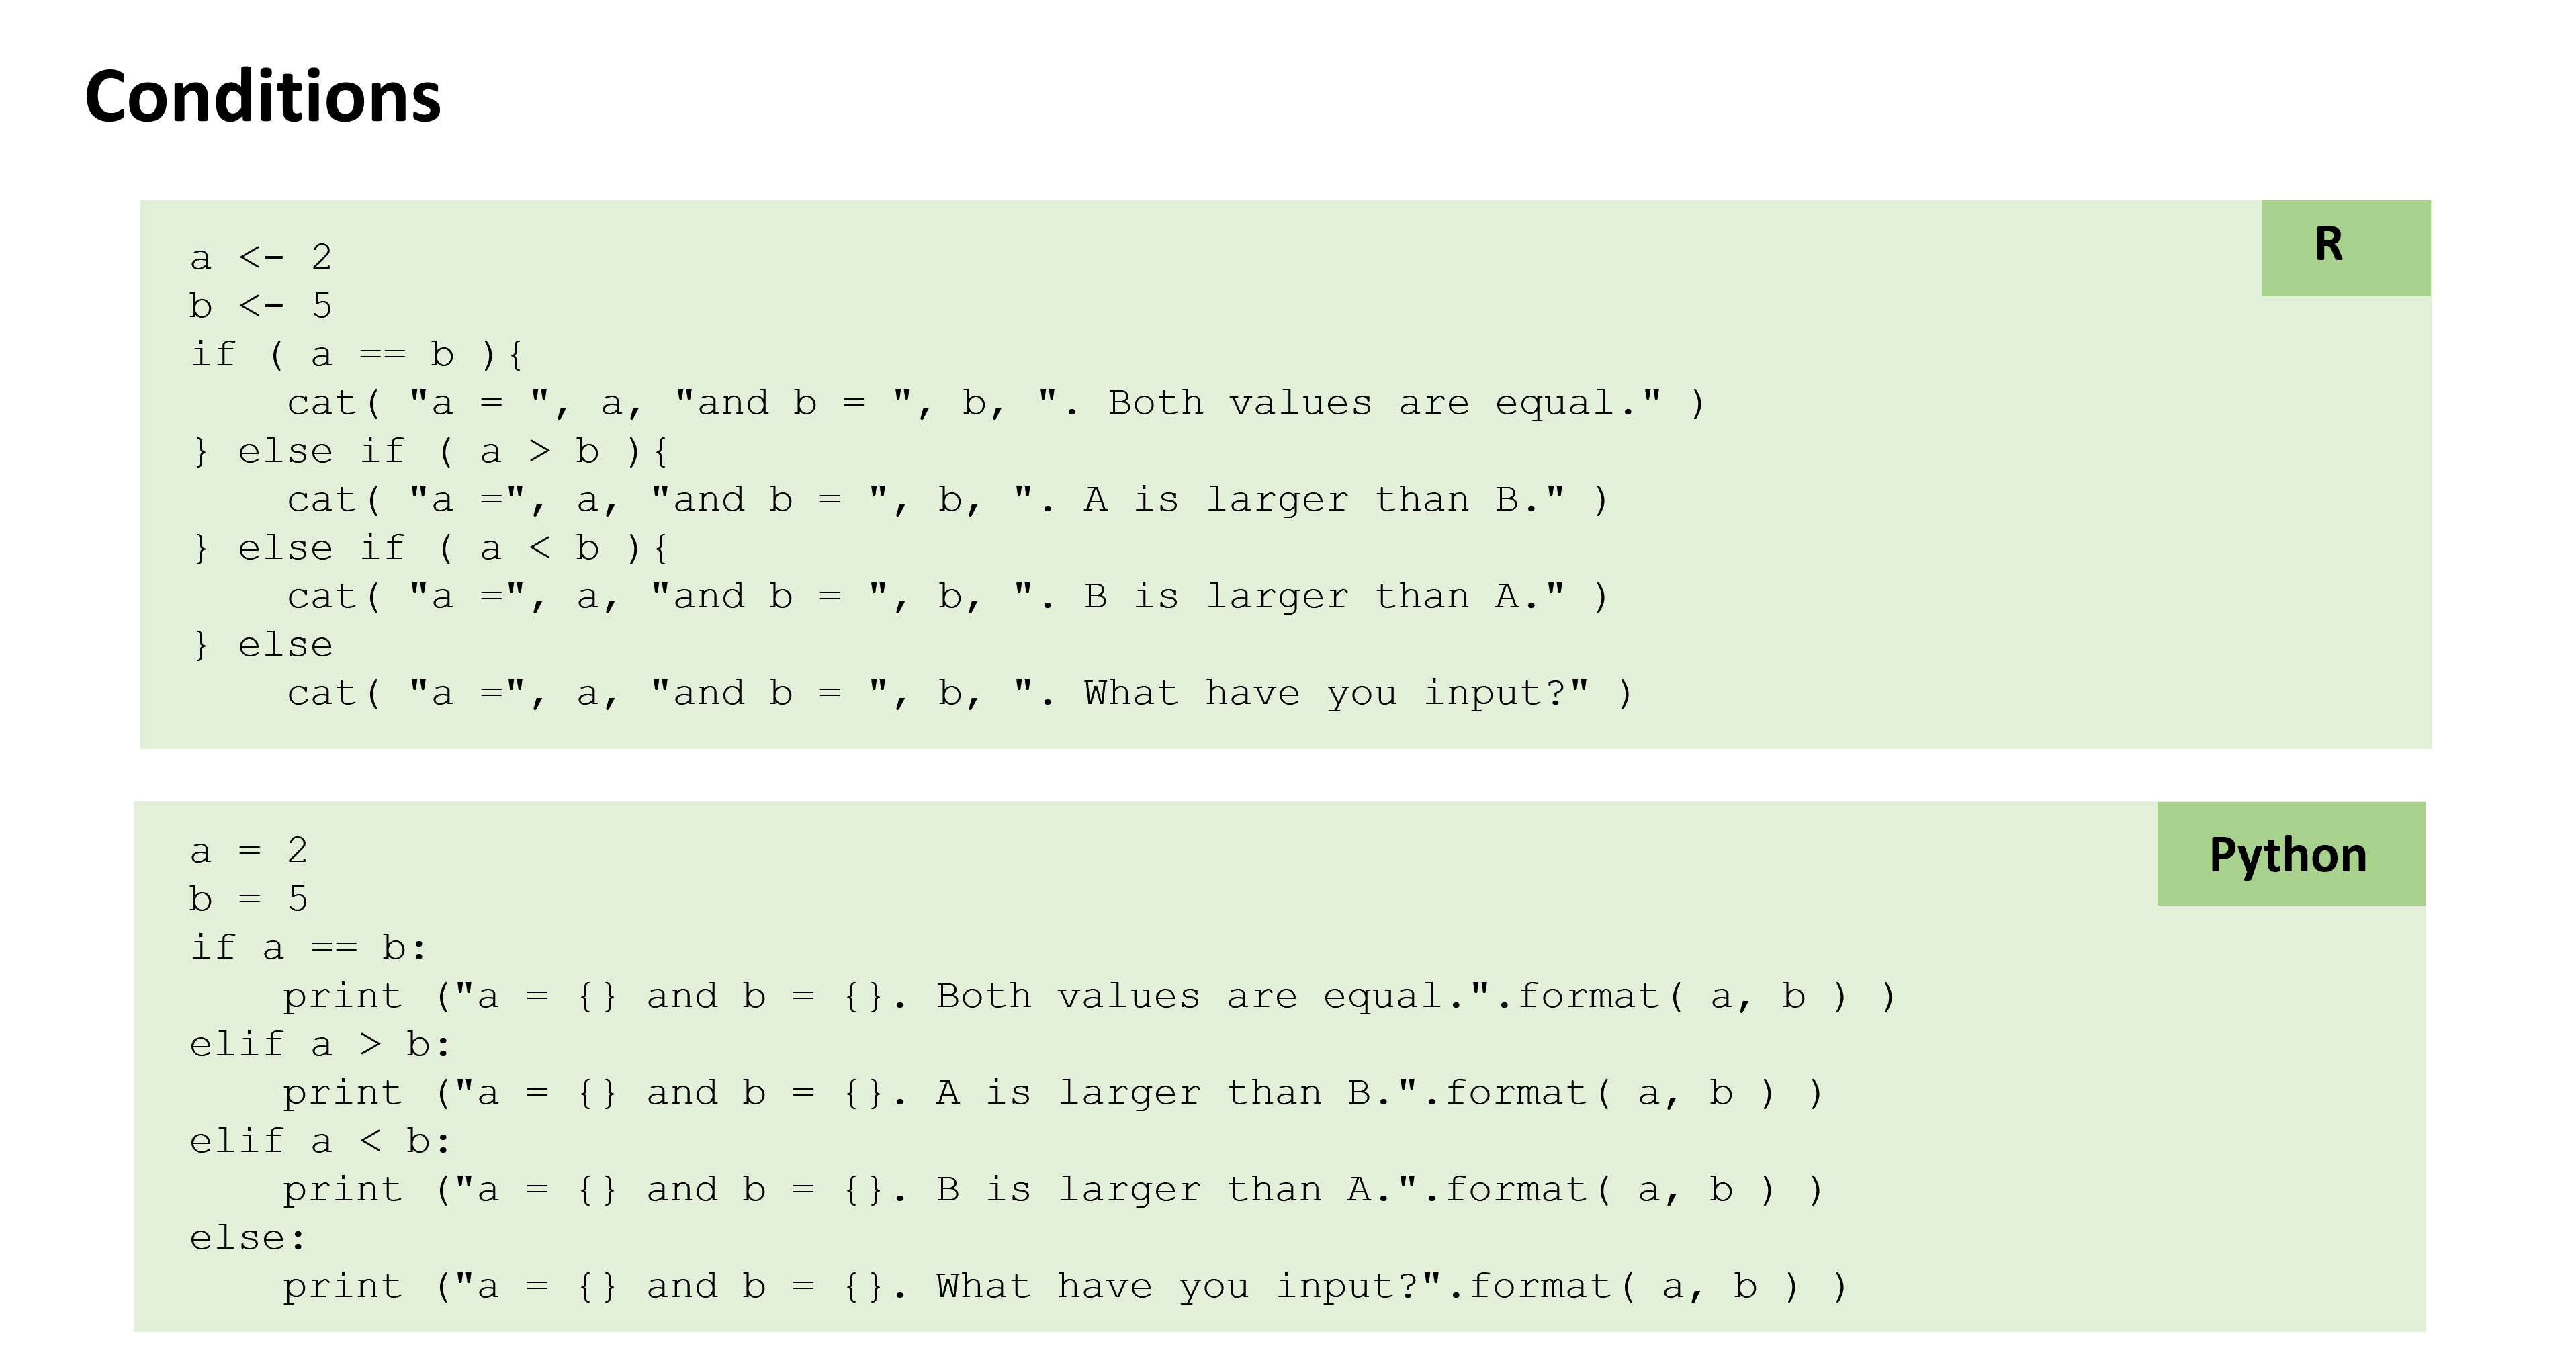 Conditions
R
a <- 2
b <- 5
if ( a == b ){
    cat( "a = ", a, "and b = ", b, ". Both values are equal." )
} else if ( a > b ){
    cat( "a =", a, "and b = ", b, ". A is larger than B." )
} else if ( a < b ){
    cat( "a =", a, "and b = ", b, ". B is larger than A." )
} else
    cat( "a =", a, "and b = ", b, ". What have you input?" )
Python
a = 2
b = 5
if a == b:
    print ("a = {} and b = {}. Both values are equal.".format( a, b ) )
elif a > b:
    print ("a = {} and b = {}. A is larger than B.".format( a, b ) )
elif a < b:
    print ("a = {} and b = {}. B is larger than A.".format( a, b ) )
else:
    print ("a = {} and b = {}. What have you input?".format( a, b ) )